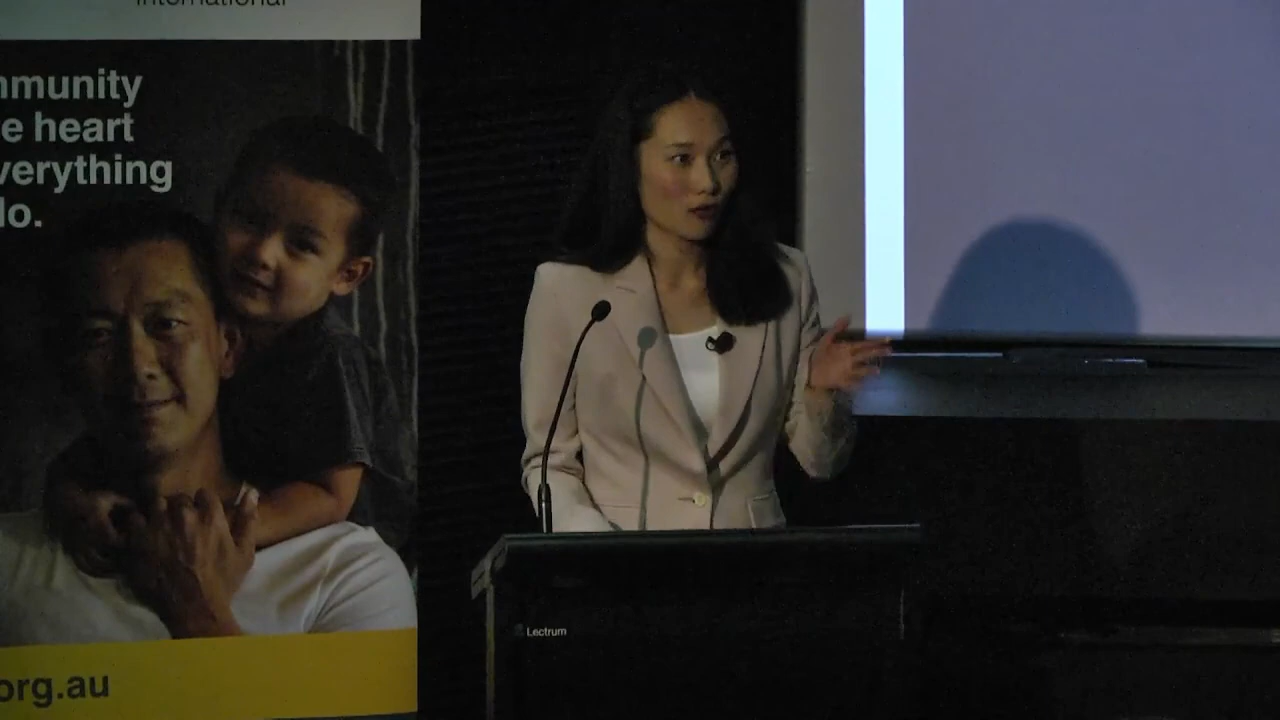 international
mmunity
e heart
verything
do.
org.au
Lectrum